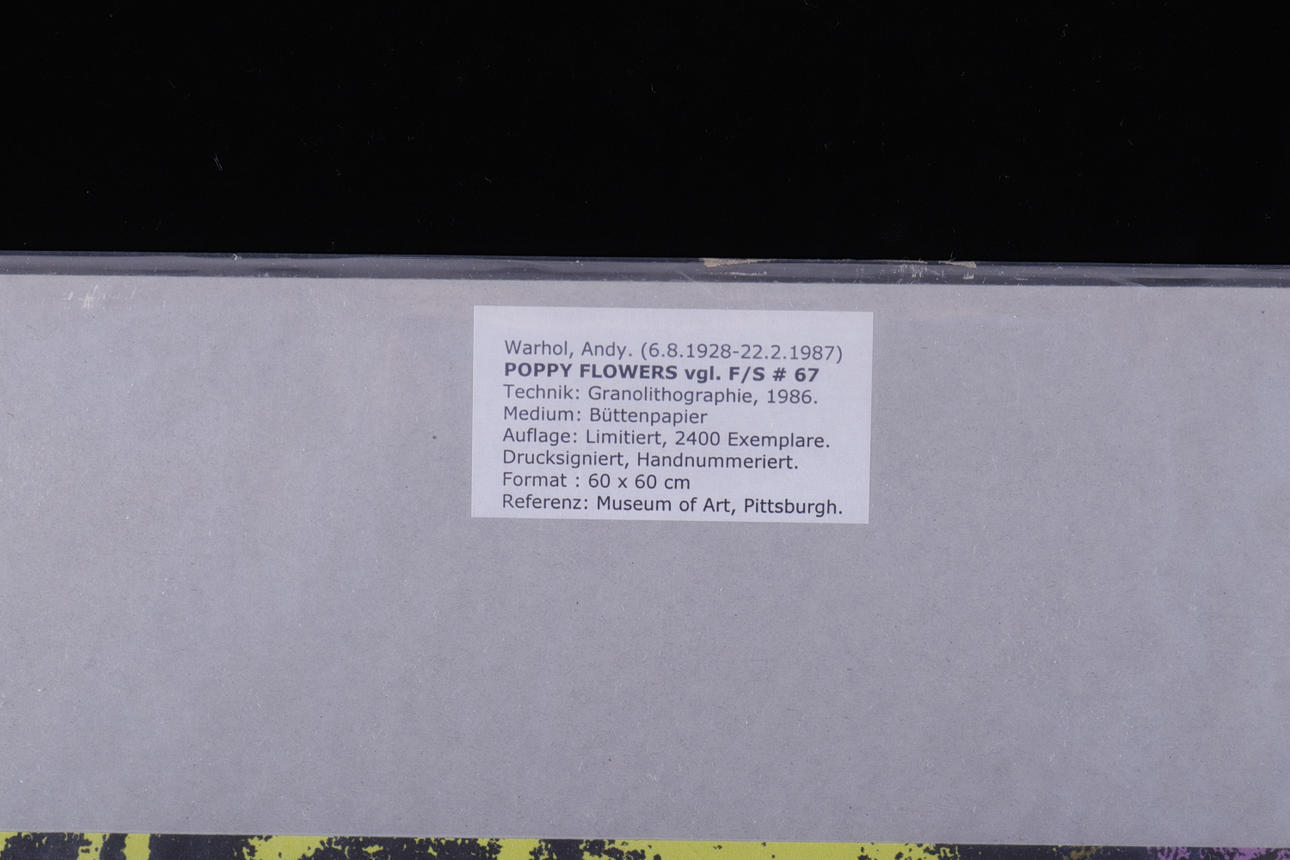 Warhol, Andy. (6.8.1928-22.2.1987)
POPPY FLOWERS vgl. F/S # 67
Technik: Granolithographie, 1986.
Medium: Büttenpapier
Auflage: Limitiert, 2400 Exemplare.
Drucksigniert, Handnummeriert.
Format : 60 x 60 cm
Referenz: Museum of Art, Pittsburgh.